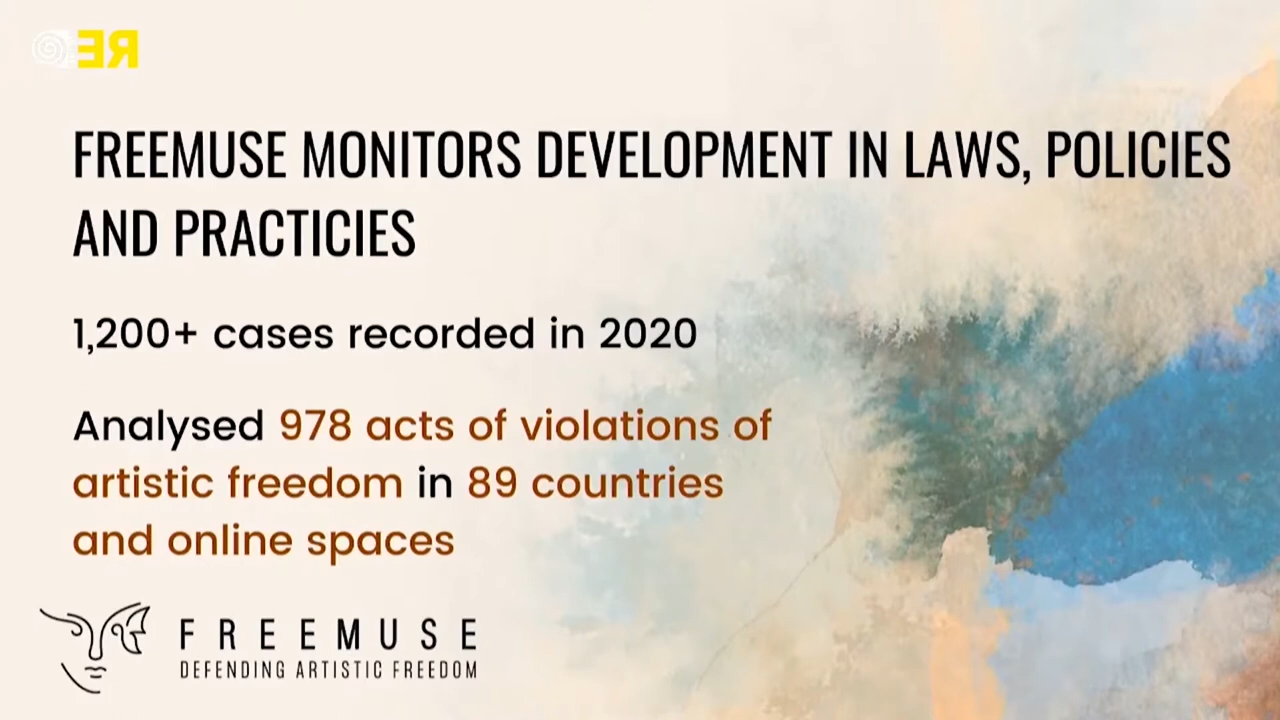 RE
FREEMUSE MONITORS DEVELOPMENT IN LAWS, POLICIES
AND PRACTICIES
1,200+ cases recorded in 2020
Analysed 978 acts of violations of
artistic freedom in 89 countries
and online spaces
FREEMUSE
DEFENDING ARTISTIC FREEDOM